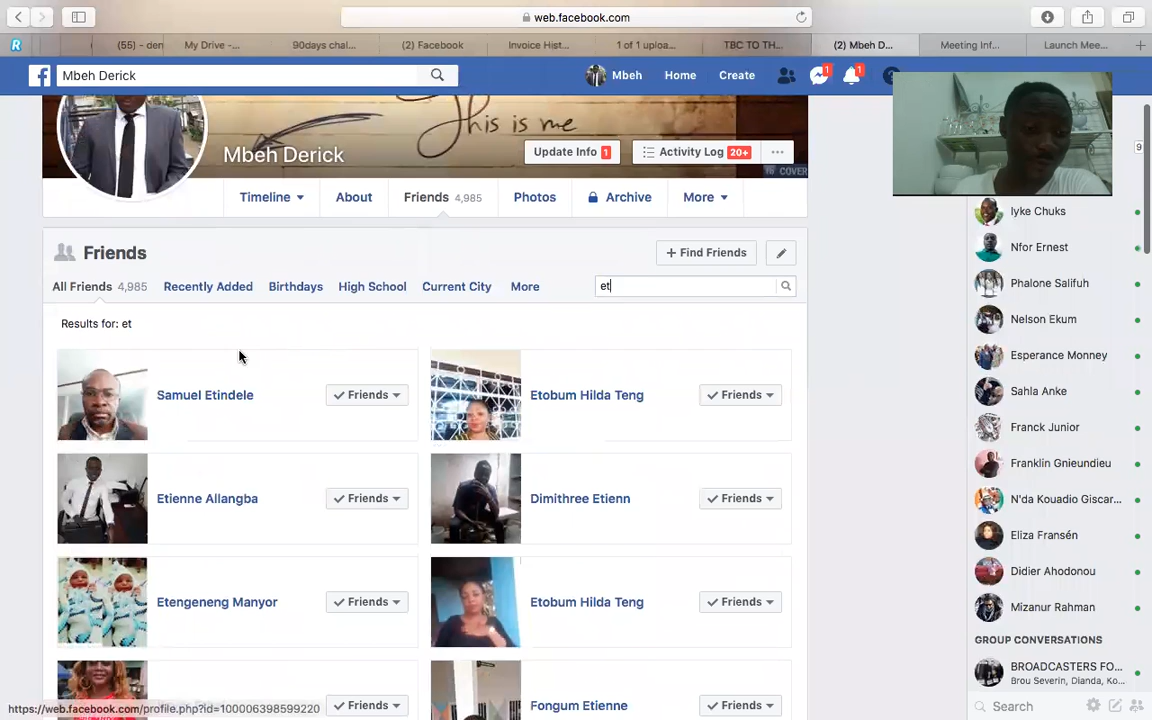 web.facebook.com
(55) - den
My Drive -...
90days chal...
(2) Facebook
Invoice Hist...
1 of 1 uploa...
TBC TO TH...
(2) Mbeh D...
Meeting Inf...
Launch Mee...
Mbeh Derick
Mbeh
Home
Create
1
1
?
This is me
Mbeh Derick
Update Info 1
Activity Log 20+
COVER
9
Timeline
About
Friends 4,985
Photos
Archive
More
Friends
+ Find Friends
All Friends 4,985
Recently Added
Birthdays
High School
Current City
More
et
Results for: et
Samuel Etindele
Friends
Etobum Hilda Teng
Friends
Etienne Allangba
Friends
Dimithree Etienn
Friends
Etengeneng Manyor
Friends
Etobum Hilda Teng
Friends
Friends
Fongum Etienne
Friends
Iyke Chuks
Nfor Ernest
Phalone Salifuh
Nelson Ekum
Esperance Monney
Sahla Anke
Franck Junior
Franklin Gnieundieu
N'da Kouadio Giscar...
Eliza Fransén
Didier Ahodonou
Mizanur Rahman
GROUP CONVERSATIONS
BROADCASTERS FO...
Brou Severin, Dianda, Ko...
Search
https://web.facebook.com/profile.php?id=100006398599220